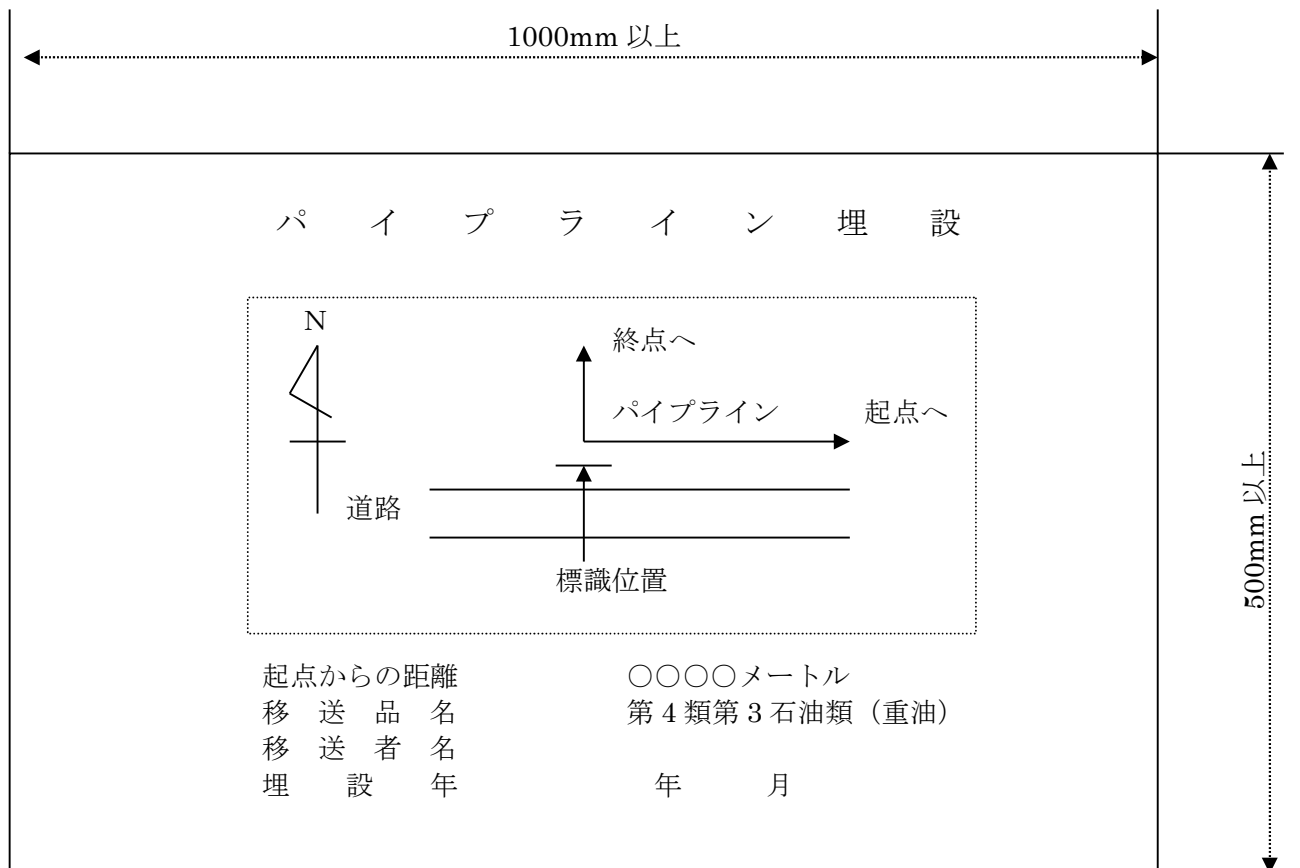 1000mm 以上
パイプライン埋設
N
終点へ
パイプライン
起点へ
道路
標識位置
500mm 以上
起点からの距離 ○○○○メートル
移送品名 第4類第3石油類（重油）
移送者名
埋設年 年 月